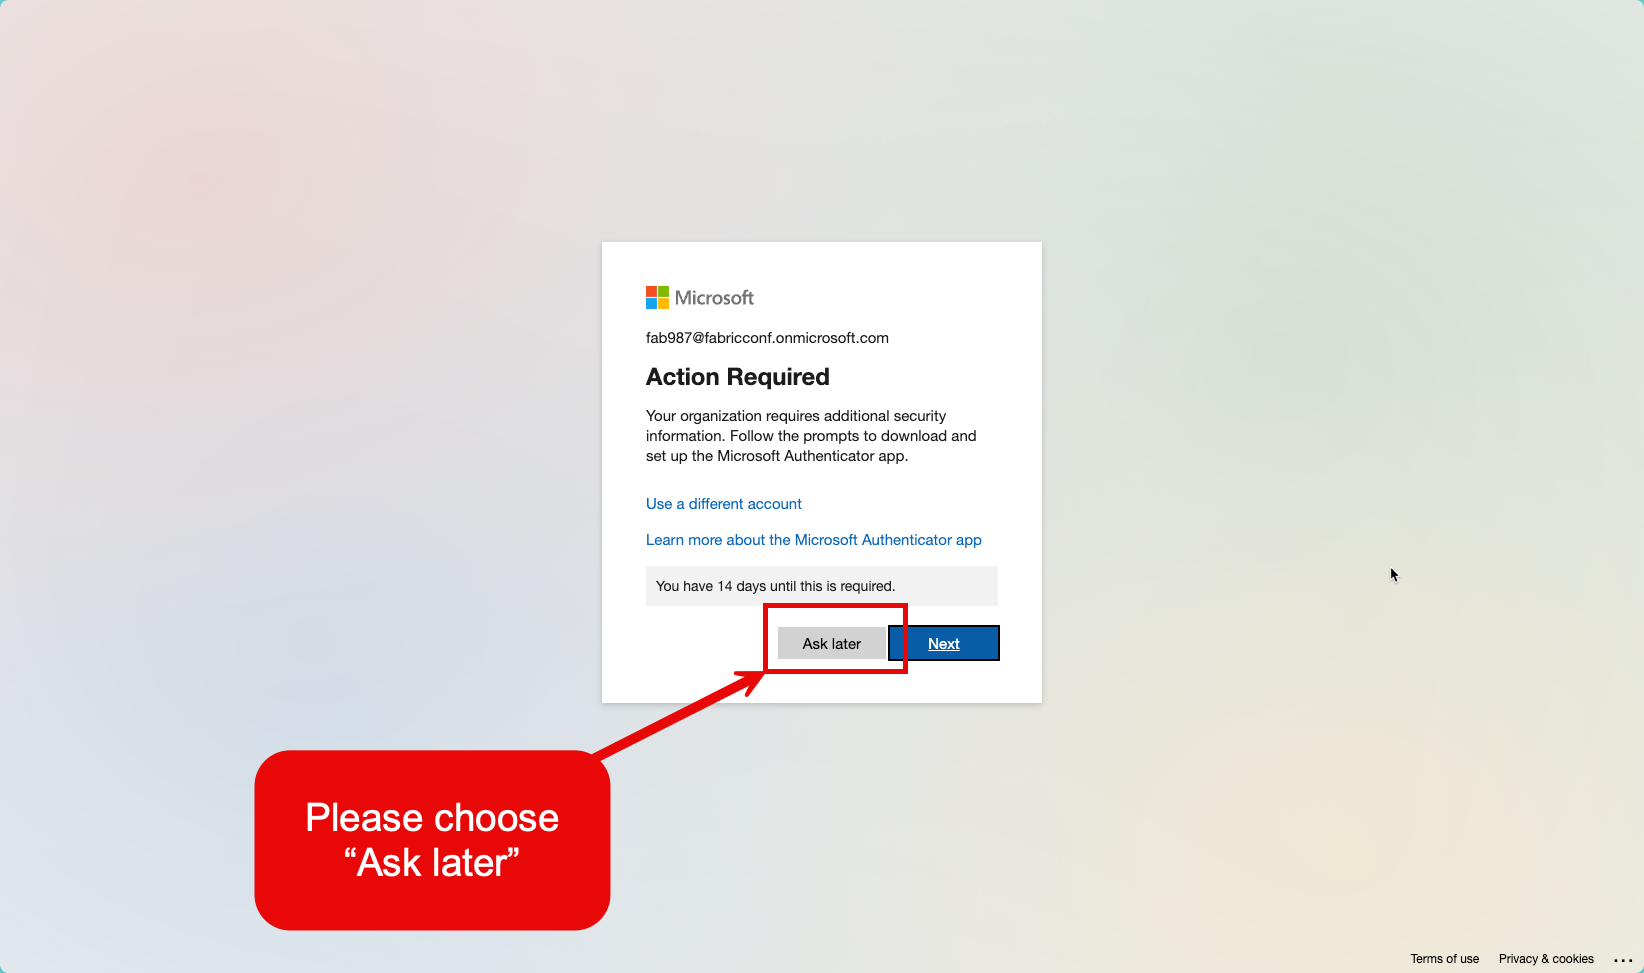 Microsoft
fab987@fabricconf.onmicrosoft.com
Action Required
Your organization requires additional security
information. Follow the prompts to download and
set up the Microsoft Authenticator app.
Use a different account
Learn more about the Microsoft Authenticator app
You have 14 days until this is required.
Ask later
Next
Please choose
“Ask later”
Terms of use
Privacy & cookies
...